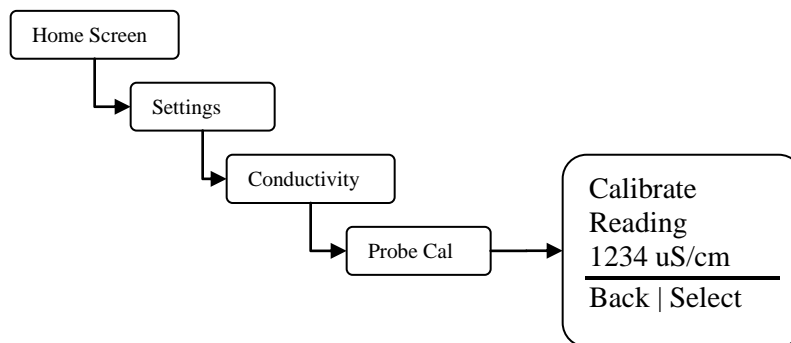 Home Screen
Settings
Conductivity
Probe Cal
Calibrate
Reading
1234 uS/cm
Back | Select